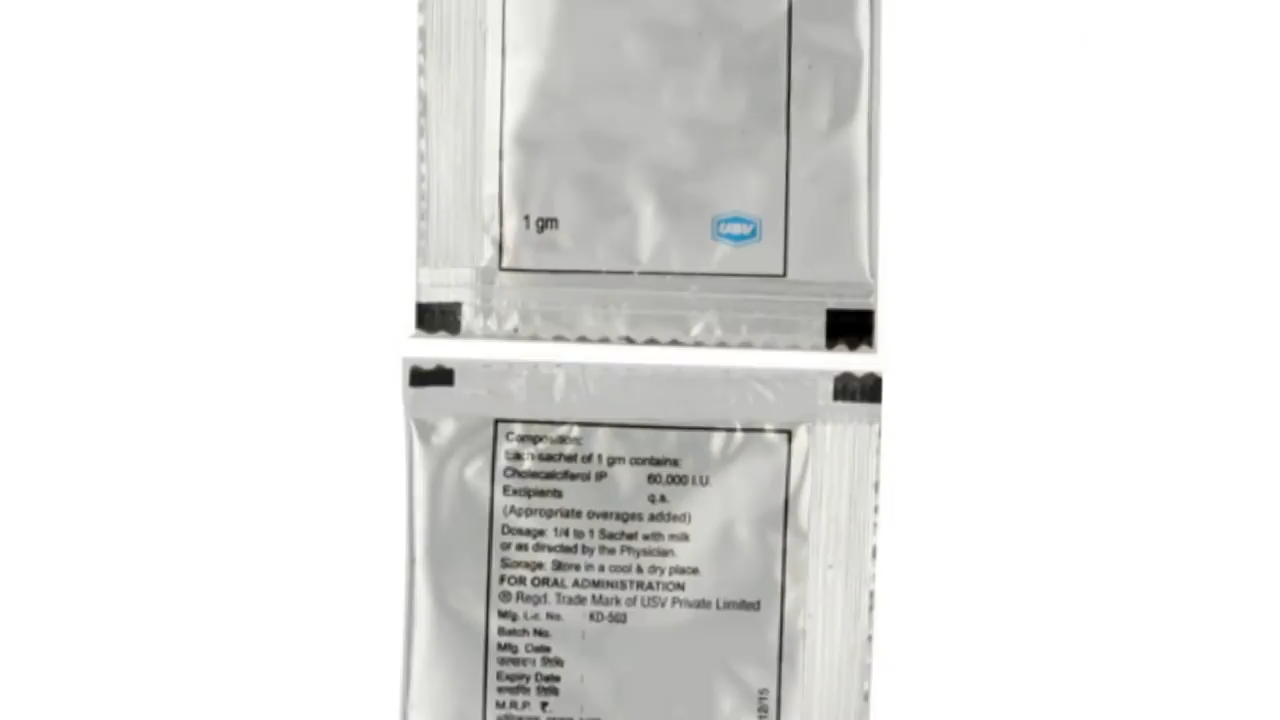 1 gm
USV
Composition:
Each sachet of 1 gm contains:
Cholecalciferol IP 60,000 I.U.
Excipients q.s.
(Appropriate overages added)
Dosage: 1/4 to 1 Sachet with milk
or as directed by the Physician.
Storage: Store in a cool & dry place.
FOR ORAL ADMINISTRATION
® Regd. Trade Mark of USV Private Limited
Mfg. Lic. No. : KD-503
Batch No. :
Mfg. Date :
Expiry Date :
M.R.P. ₹. :
12/15